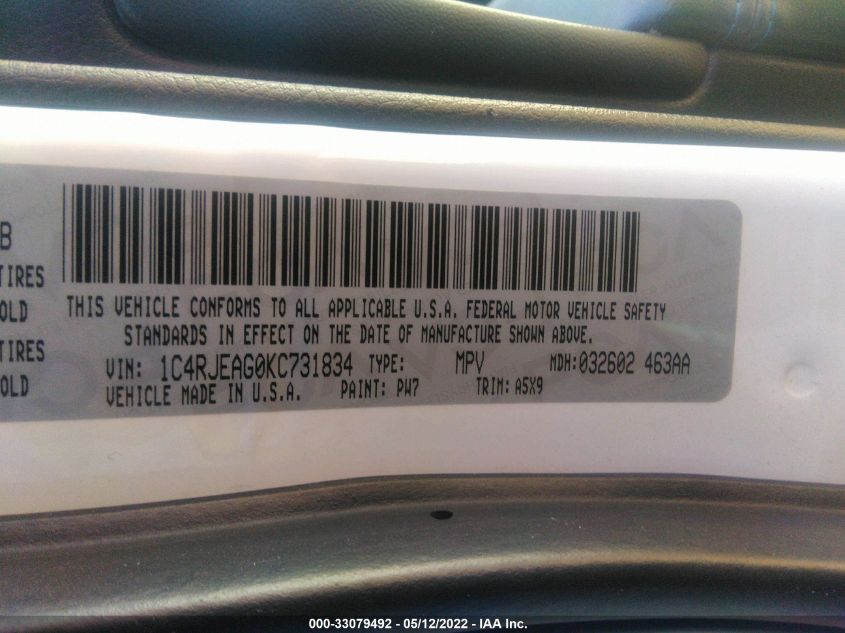 B
TIRES
OLD
TIRES
OLD
THIS VEHICLE CONFORMS TO ALL APPLICABLE U.S.A. FEDERAL MOTOR VEHICLE SAFETY
STANDARDS IN EFFECT ON THE DATE OF MANUFACTURE SHOWN ABOVE.
VIN: 1C4RJEAG0KC731834 TYPE: MPV MDH:032602 463AA
VEHICLE MADE IN U.S.A. PAINT: PW7 TRIM: A5X9
000-33079492 - 05/12/2022 - IAA Inc.